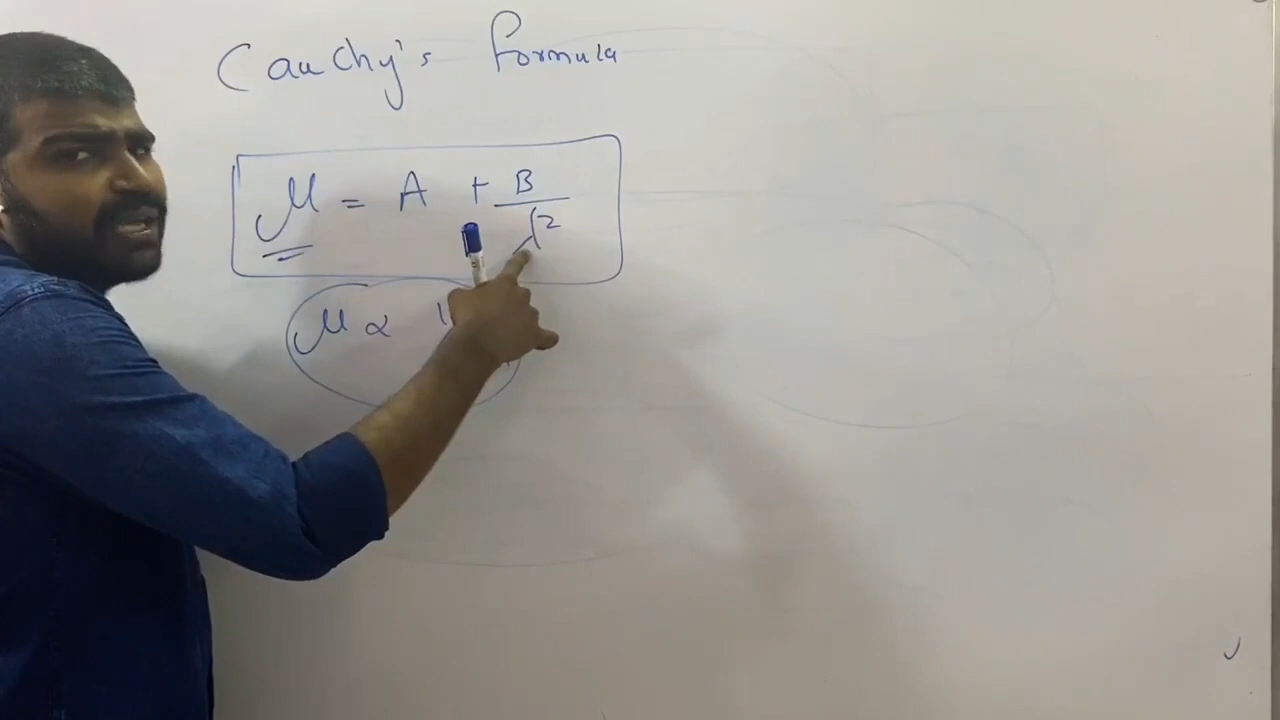 Cauchy's formula
μ = A + B/λ²
μ ∝ 1